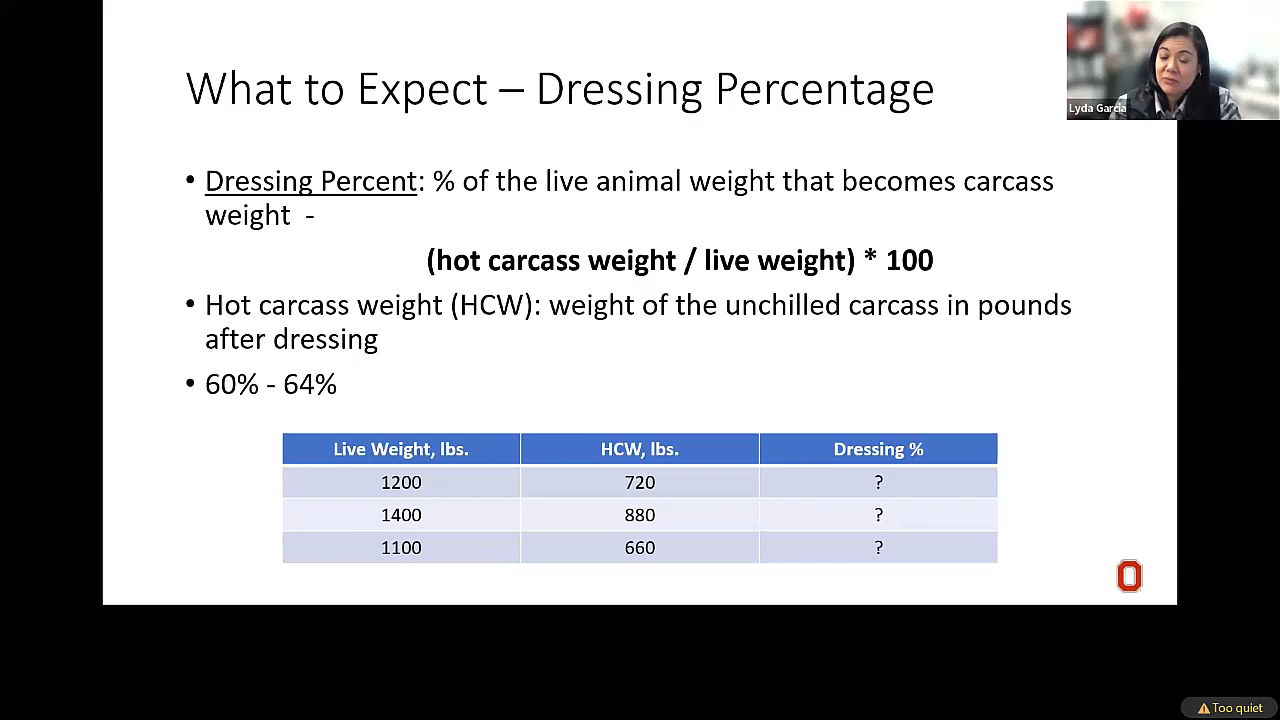 What to Expect – Dressing Percentage
Lyda Garcia
• Dressing Percent: % of the live animal weight that becomes carcass
weight -
(hot carcass weight / live weight) * 100
• Hot carcass weight (HCW): weight of the unchilled carcass in pounds
after dressing
• 60% - 64%
Live Weight, lbs. HCW, lbs. Dressing %
1200 720 ?
1400 880 ?
1100 660 ?
O
Too quiet